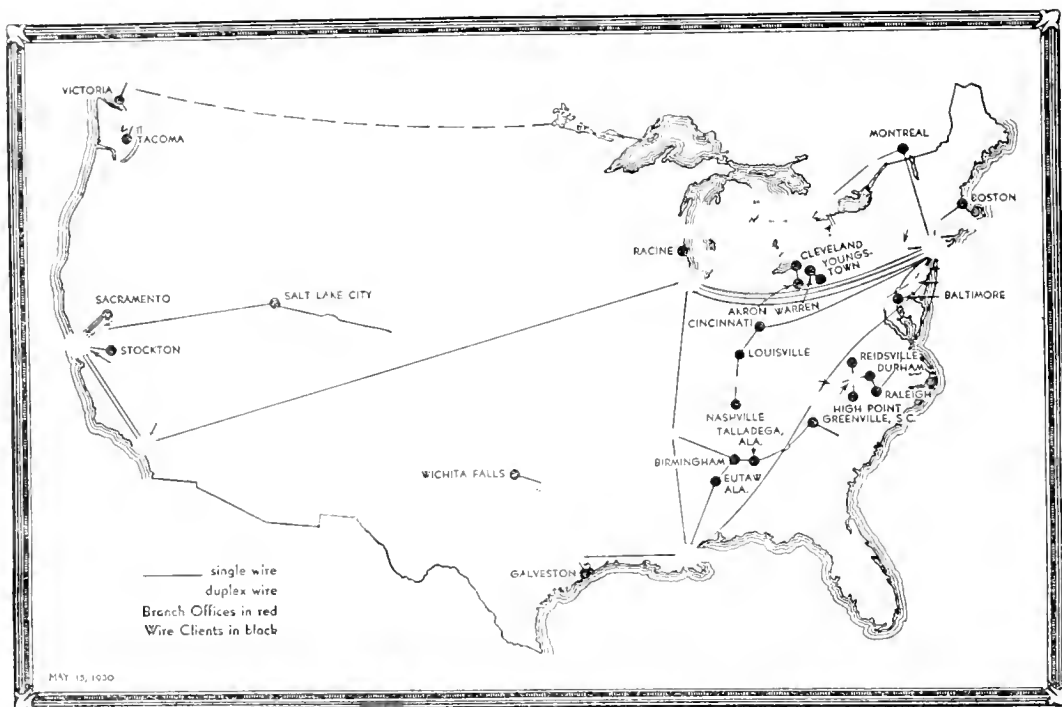 VICTORIA
TACOMA
MONTREAL
BOSTON
RACINE
CLEVELAND
YOUNGS-
TOWN
SALT LAKE CITY
SACRAMENTO
BALTIMORE
AKRON WARREN
CINCINNATI
STOCKTON
LOUISVILLE
REIDSVILLE
DURHAM
RALEIGH
NASHVILLE
HIGH POINT
GREENVILLE, S.C.
TALLADEGA,
ALA.
BIRMINGHAM
WICHITA FALLS
EUTAW
ALA.
GALVESTON
single wire
duplex wire
Branch Offices in red
Wire Clients in black
MAY 15, 1930